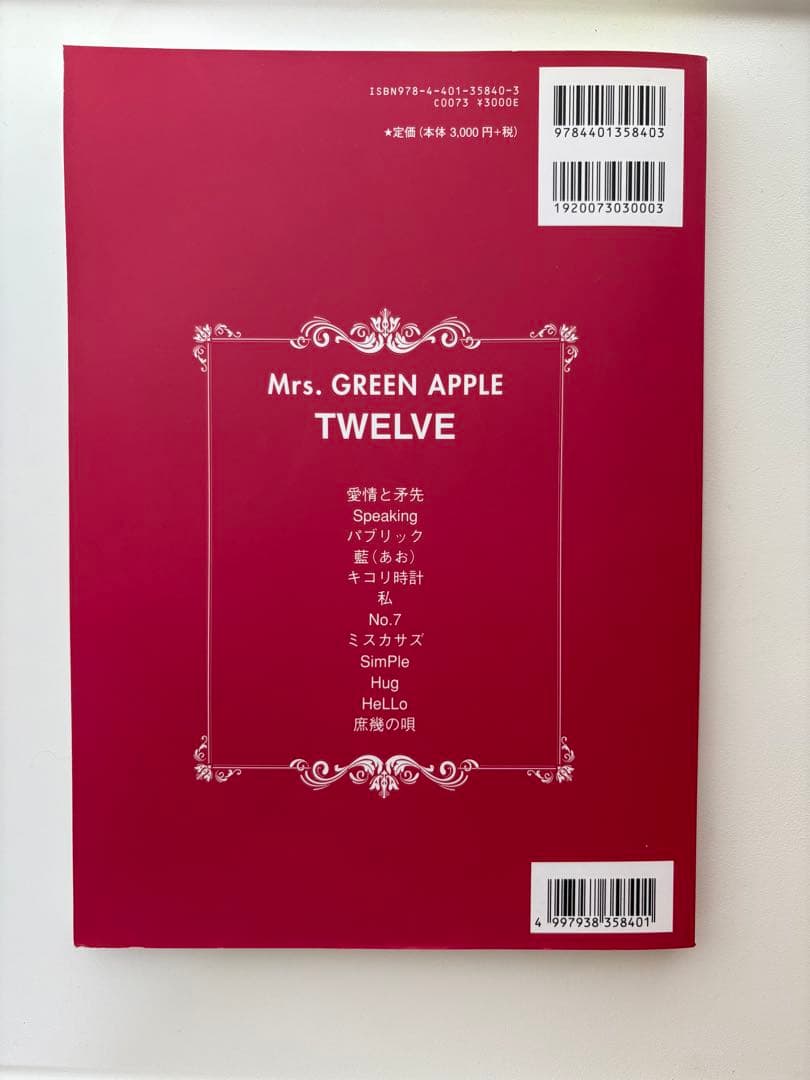 ISBN978-4-401-35840-3
C0073 ¥3000E
★定価(本体 3,000 円+税)
9784401358403
1920073030003
Mrs. GREEN APPLE
TWELVE
愛情と矛先
Speaking
パブリック
藍(あお)
キコリ時計
私
No.7
ミスカサズ
SimPle
Hug
HeLLo
庶幾の唄
4 997938 358401